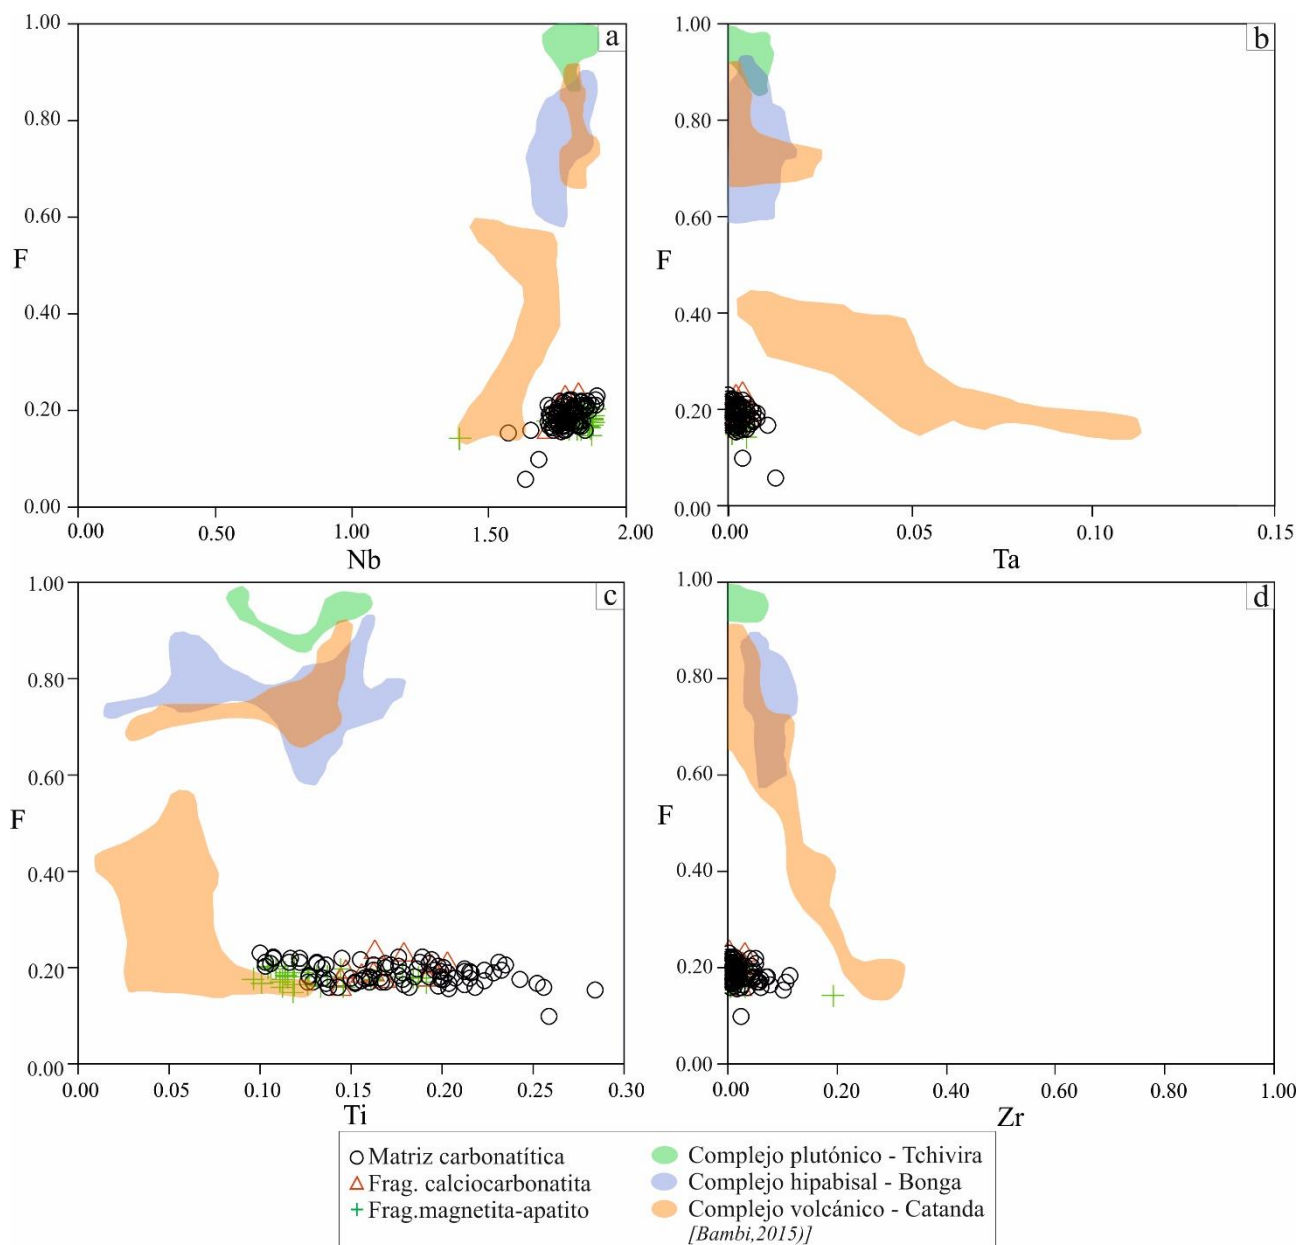 1.00
0.80
0.60
0.40
0.20
0.00
F
a
0.00
0.50
1.00
1.50
2.00
Nb
1.00
0.80
0.60
0.40
0.20
0.00
F
b
0.00
0.05
0.10
0.15
Ta
1.00
0.80
0.60
0.40
0.20
0.00
F
c
0.00
0.05
0.10
0.15
0.20
0.25
0.30
Ti
1.00
0.80
0.60
0.40
0.20
0.00
F
d
0.00
0.20
0.40
0.60
0.80
1.00
Zr
Matriz carbonatítica
Frag. calciocarbonatita
Frag.magnetita-apatito
Complejo plutónico - Tchivira
Complejo hipabisal - Bonga
Complejo volcánico - Catanda
[Bambi,2015)]